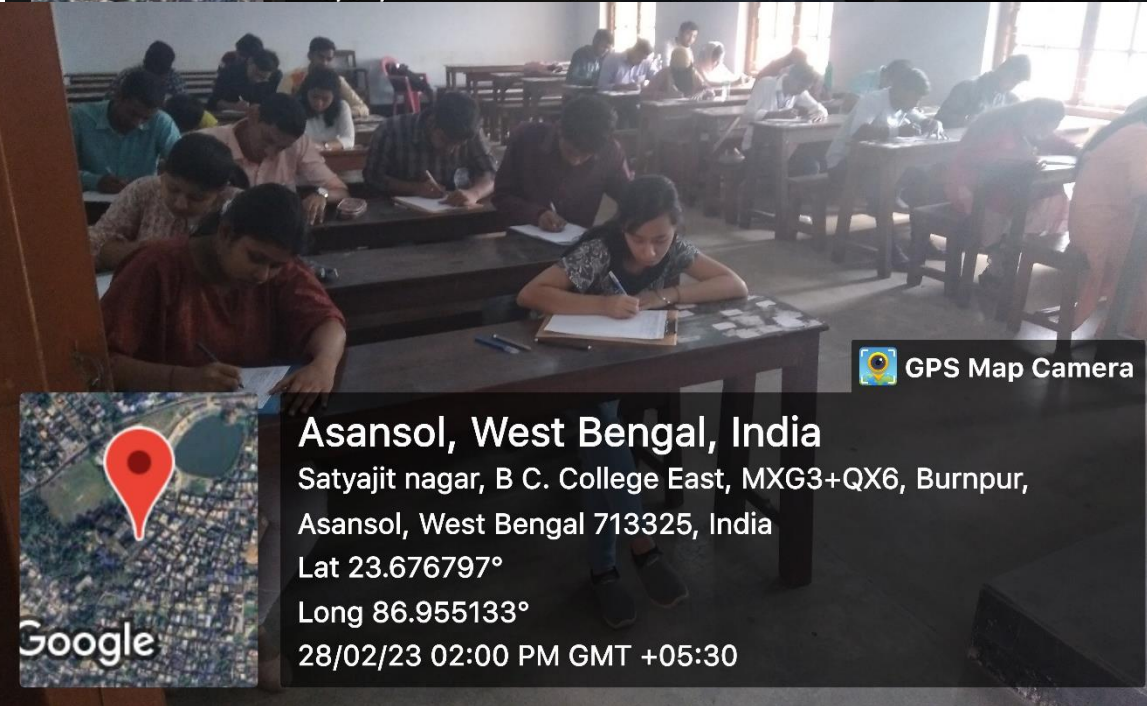 GPS Map Camera
Asansol, West Bengal, India
Satyajit nagar, B C. College East, MXG3+QX6, Burnpur,
Asansol, West Bengal 713325, India
Lat 23.676797°
Long 86.955133°
28/02/23 02:00 PM GMT +05:30
Google